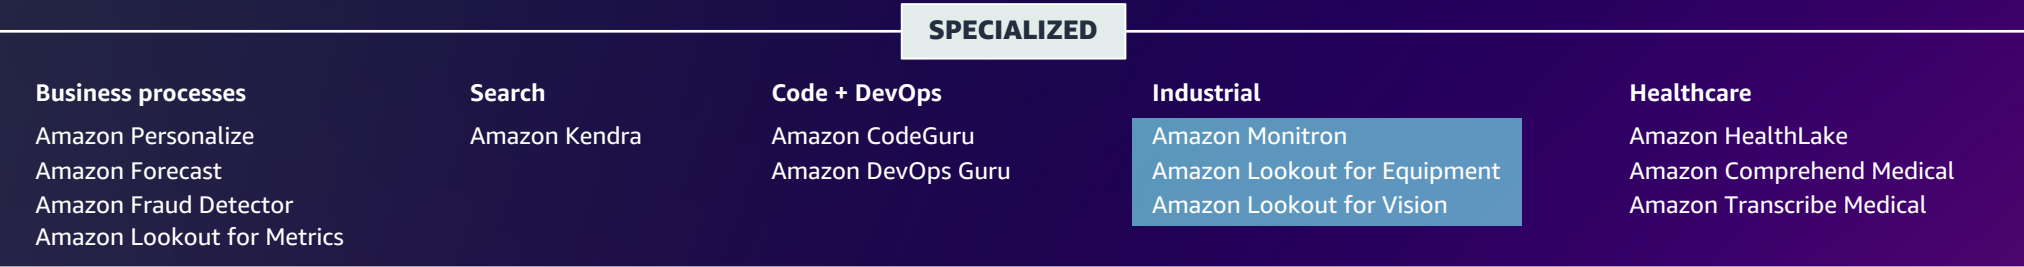 SPECIALIZED
Business processes
Amazon Personalize
Amazon Forecast
Amazon Fraud Detector
Amazon Lookout for Metrics
Search
Amazon Kendra
Code + DevOps
Amazon CodeGuru
Amazon DevOps Guru
Industrial
Amazon Monitron
Amazon Lookout for Equipment
Amazon Lookout for Vision
Healthcare
Amazon HealthLake
Amazon Comprehend Medical
Amazon Transcribe Medical